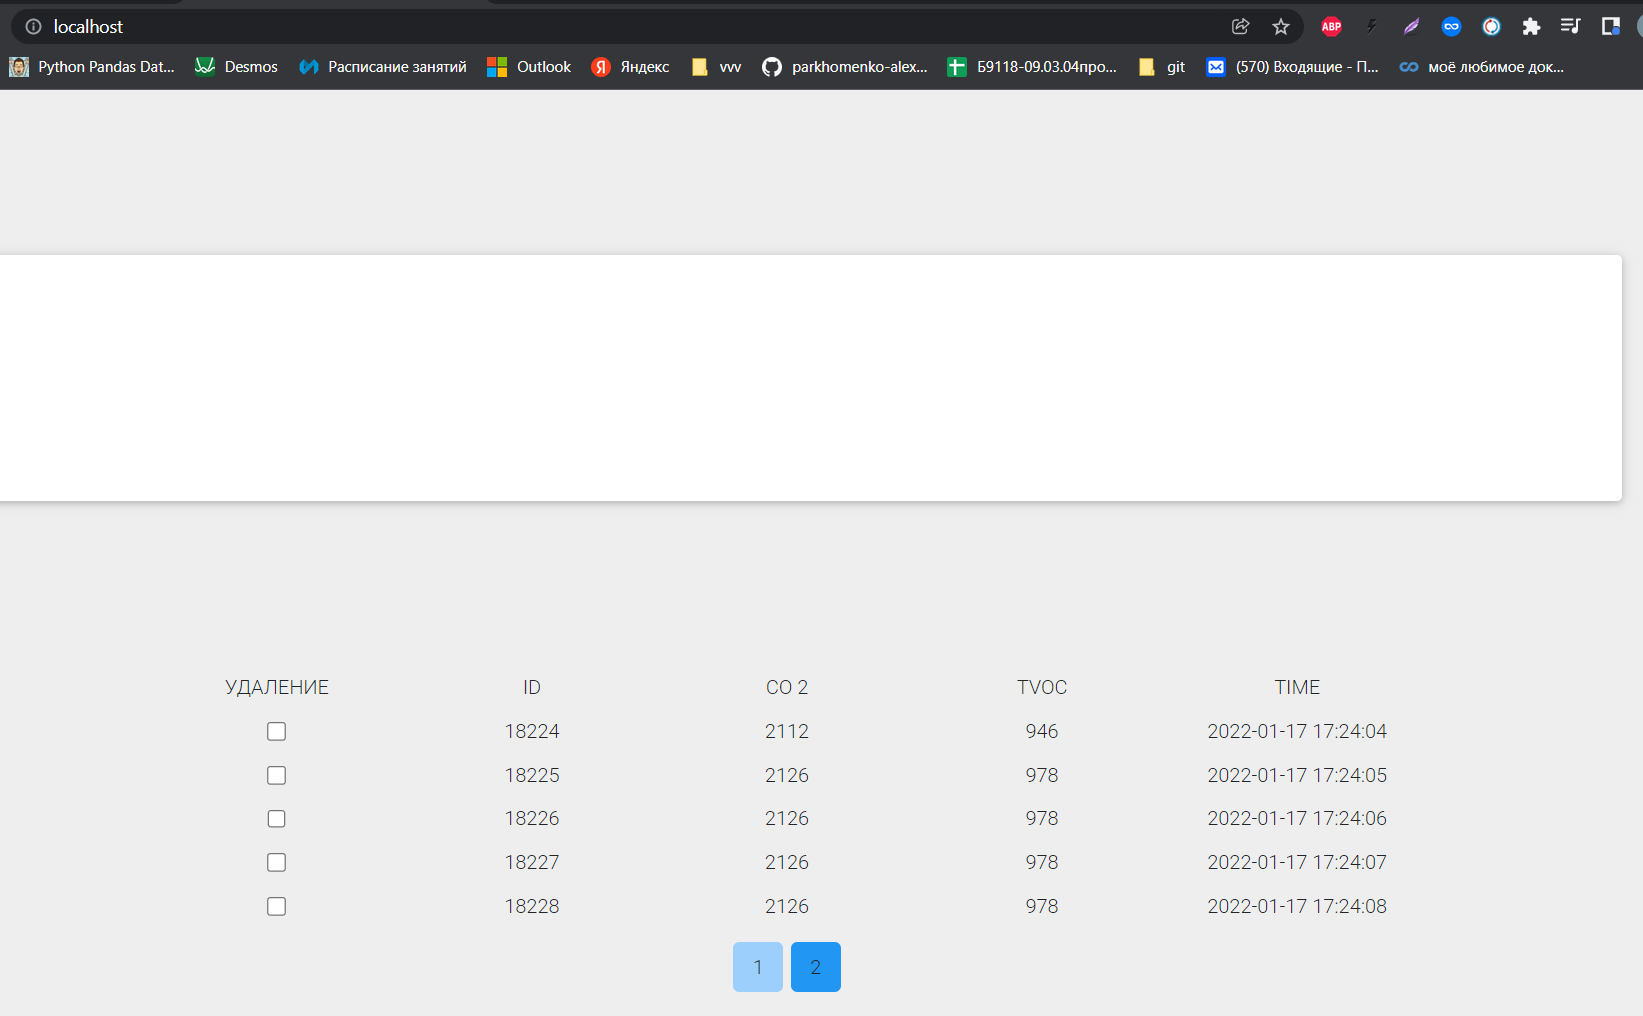 localhost
ABP
Python Pandas Dat... Desmos Расписание занятий Outlook Я Яндекс vvv parkhomenko-alex... Б9118-09.03.04про... git (570) Входящие - П... моё любимое док...
УДАЛЕНИЕ ID CO 2 TVOC TIME
18224 2112 946 2022-01-17 17:24:04
18225 2126 978 2022-01-17 17:24:05
18226 2126 978 2022-01-17 17:24:06
18227 2126 978 2022-01-17 17:24:07
18228 2126 978 2022-01-17 17:24:08
1 2